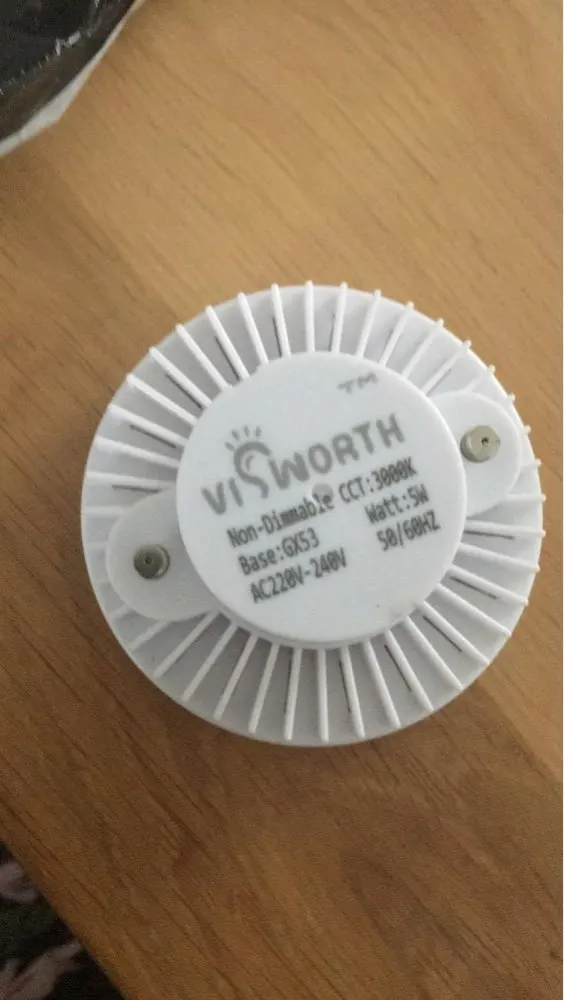 TM
VISWORTH
Non-Dimmable CCT:3000K
Base:GX53 Watt:5W
AC220V-240V 50/60HZ